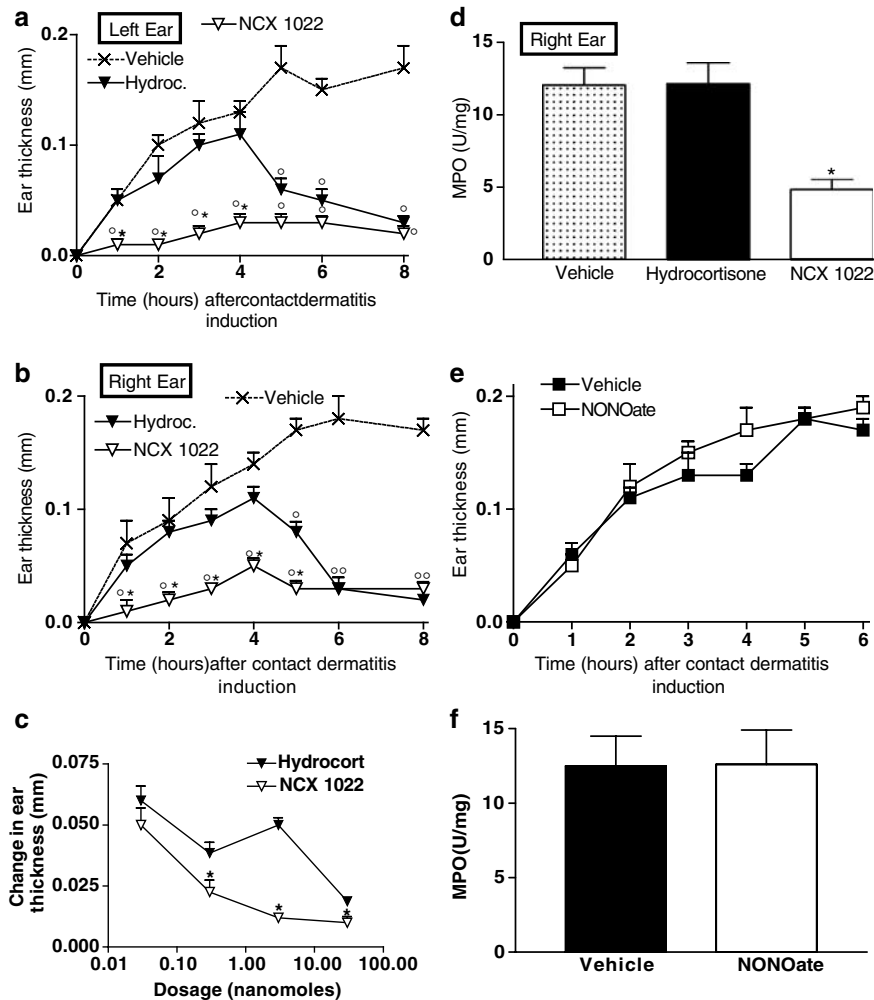 a
Left Ear
NCX 1022
Vehicle
Hydroc.
Ear thickness (mm)
0.2
0.1
0.0
0 2 4 6 8
Time (hours) aftercontactdermatitis
induction
b
Right Ear
Vehicle
Hydroc.
NCX 1022
Ear thickness (mm)
0.2
0.1
0.0
0 2 4 6 8
Time (hours)after contact dermatitis
induction
c
Hydrocort
NCX 1022
Change in ear
thickness (mm)
0.075
0.050
0.025
0.000
0.01 0.10 1.00 10.00 100.00
Dosage (nanomoles)
d
Right Ear
MPO (U/mg)
15
10
5
0
*
Vehicle Hydrocortisone NCX 1022
e
Vehicle
NONOate
Ear thickness (mm)
0.2
0.1
0.0
0 1 2 3 4 5 6
Time (hours) after contact dermatitis
induction
f
MPO(U/mg)
15
10
5
0
Vehicle NONOate